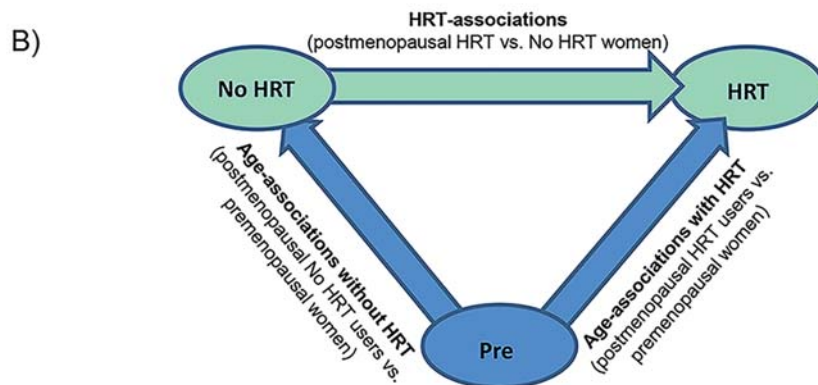 B)
HRT-associations
(postmenopausal HRT vs. No HRT women)
No HRT
HRT
Age-associations without HRT
(postmenopausal No HRT users vs.
premenopausal women)
Age-associations with HRT
(postmenopausal HRT users vs.
premenopausal women)
Pre